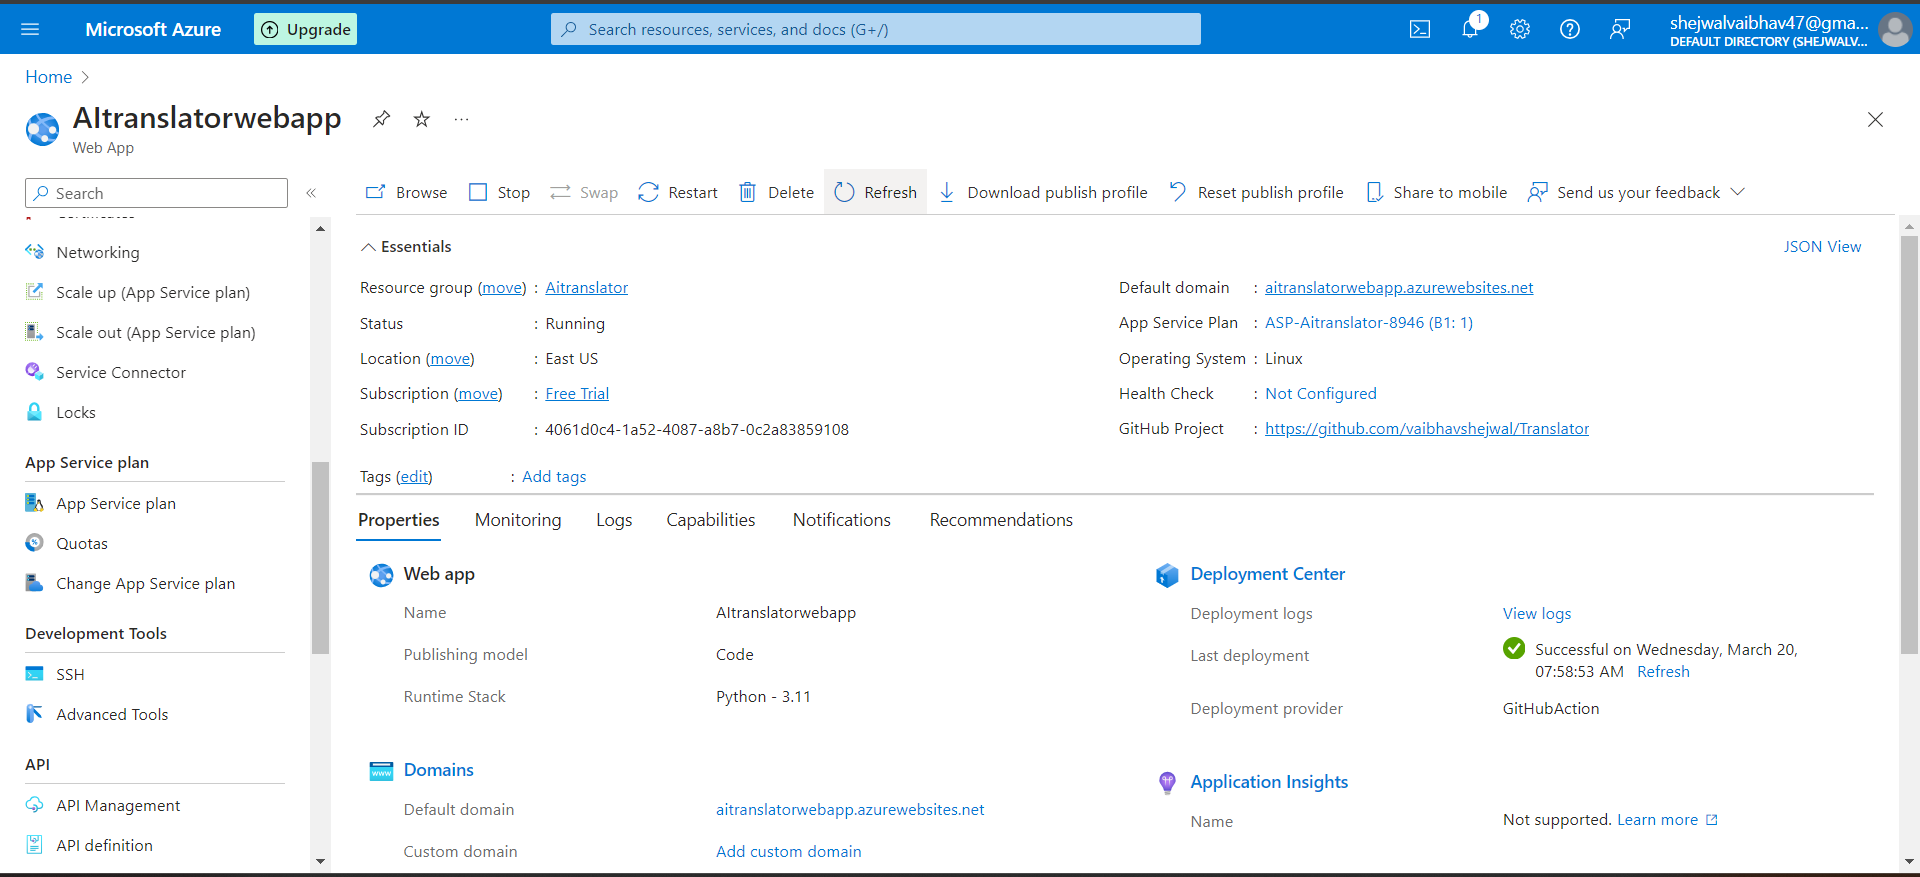 Microsoft Azure
Upgrade
Search resources, services, and docs (G+/)
1
shejwalvaibhav47@gma...
DEFAULT DIRECTORY (SHEJWALV...
Home
AItranslatorwebapp
Web App
Search
Browse
Stop
Swap
Restart
Delete
Refresh
Download publish profile
Reset publish profile
Share to mobile
Send us your feedback
Networking
Scale up (App Service plan)
Scale out (App Service plan)
Service Connector
Locks
App Service plan
App Service plan
Quotas
Change App Service plan
Development Tools
SSH
Advanced Tools
API
API Management
API definition
Essentials
JSON View
Resource group (move) : Aitranslator
Status : Running
Location (move) : East US
Subscription (move) : Free Trial
Subscription ID : 4061d0c4-1a52-4087-a8b7-0c2a83859108
Default domain : aitranslatorwebapp.azurewebsites.net
App Service Plan : ASP-Aitranslator-8946 (B1: 1)
Operating System : Linux
Health Check : Not Configured
GitHub Project : https://github.com/vaibhavshejwal/Translator
Tags (edit) : Add tags
Properties
Monitoring
Logs
Capabilities
Notifications
Recommendations
Web app
Name AItranslatorwebapp
Publishing model Code
Runtime Stack Python - 3.11
Domains
Default domain aitranslatorwebapp.azurewebsites.net
Custom domain Add custom domain
Deployment Center
Deployment logs View logs
Last deployment Successful on Wednesday, March 20,
07:58:53 AM Refresh
Deployment provider GitHubAction
Application Insights
Name Not supported. Learn more